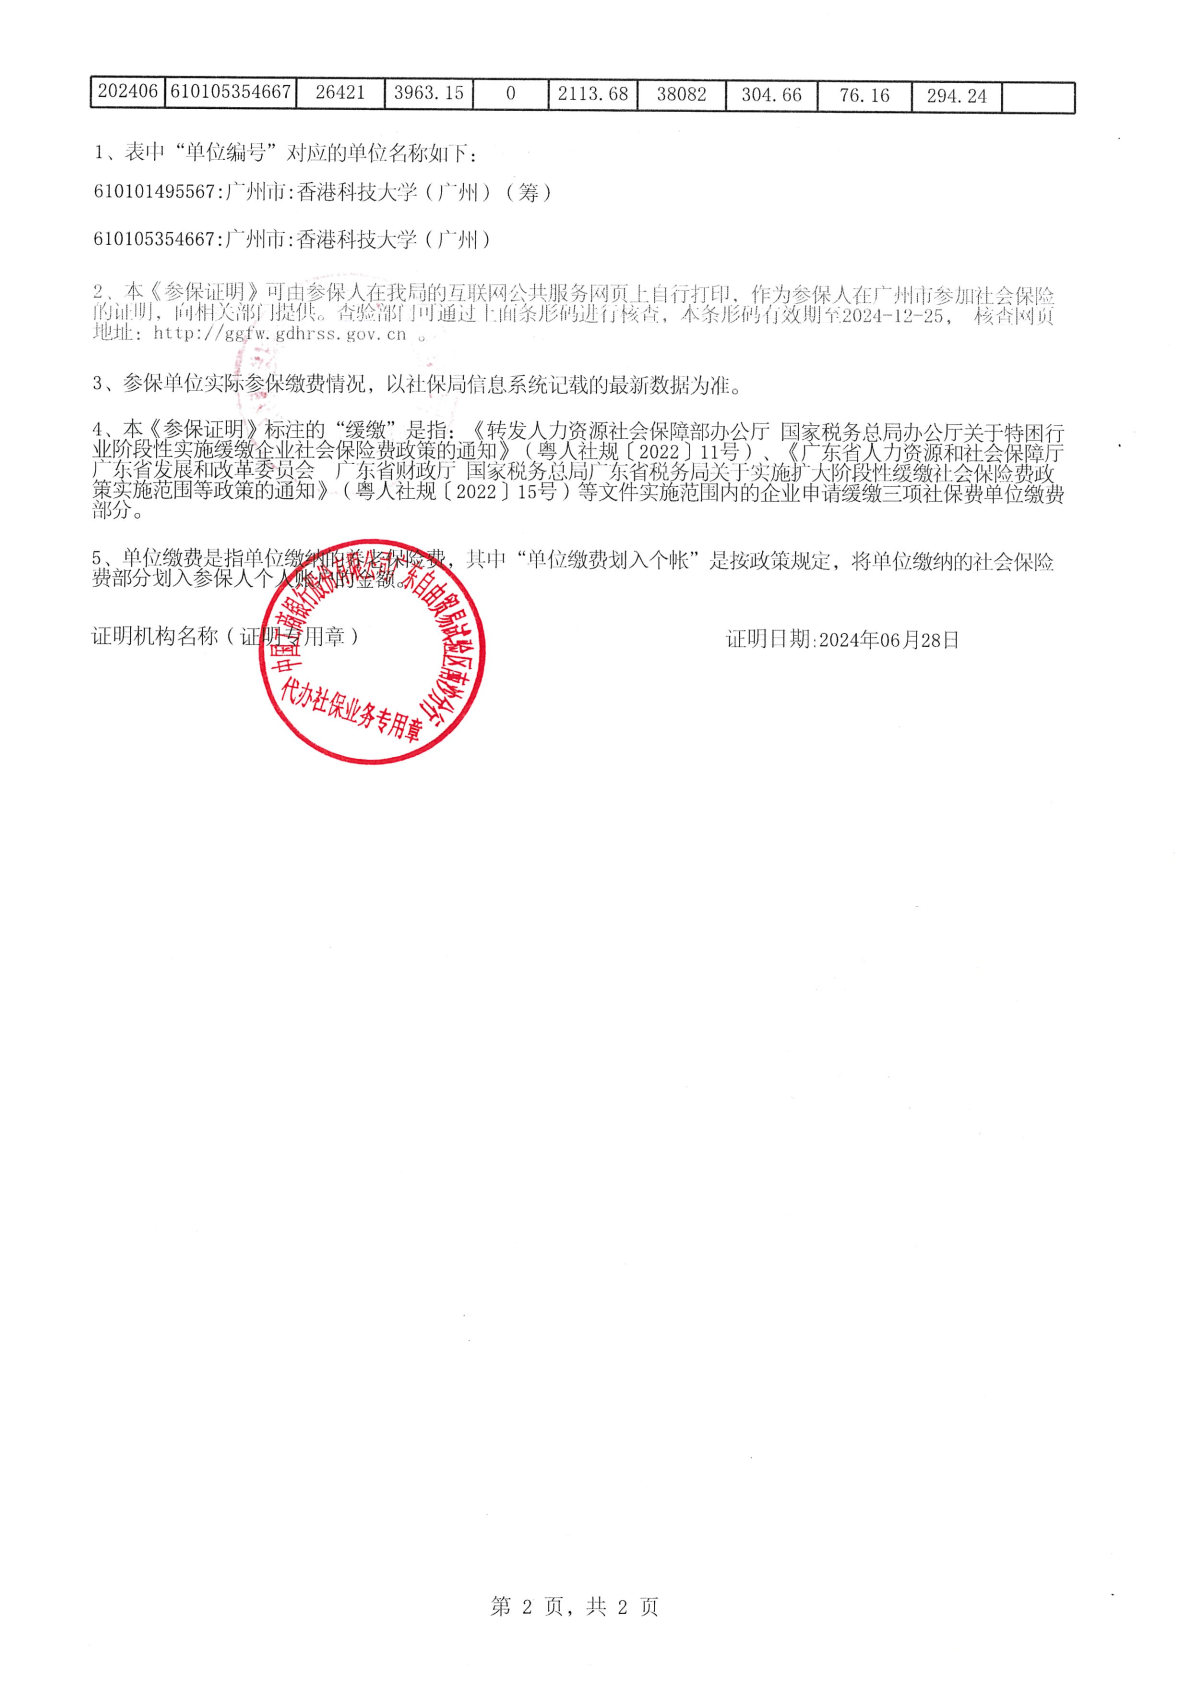 202406 610105354667 26421 3963.15 0 2113.68 38082 304.66 76.16 294.24
1、表中“单位编号”对应的单位名称如下:
610101495567:广州市:香港科技大学(广州)(筹)
610105354667:广州市:香港科技大学(广州)
2、本《参保证明》可由参保人在我局的互联网公共服务网页上自行打印，作为参保人在广州市参加社会保险
的证明，向相关部门提供。查验部门可通过上面条形码进行核查，本条形码有效期至2024-12-25， 核查网页
地址：http://ggfw.gdhrss.gov.cn 。
3、参保单位实际参保缴费情况，以社保局信息系统记载的最新数据为准。
4、本《参保证明》标注的“缓缴”是指：《转发人力资源社会保障部办公厅 国家税务总局办公厅关于特困行
业阶段性实施缓缴企业社会保险费政策的通知》(粤人社规〔2022〕11号)、《广东省人力资源和社会保障厅
广东省发展和改革委员会 广东省财政厅 国家税务总局广东省税务局关于实施扩大阶段性缓缴社会保险费政
策实施范围等政策的通知》(粤人社规〔2022〕15号)等文件实施范围内的企业申请缓缴三项社保费单位缴费
部分。
5、单位缴费是指单位缴纳的养老保险费，其中“单位缴费划入个帐”是按政策规定，将单位缴纳的社会保险
费部分划入参保人个人账户的金额。
证明机构名称(证明专用章) 证明日期:2024年06月28日
中国工商银行股份有限公司广东自由贸易试验区南沙分行
代办社保业务专用章
第 2 页, 共 2 页